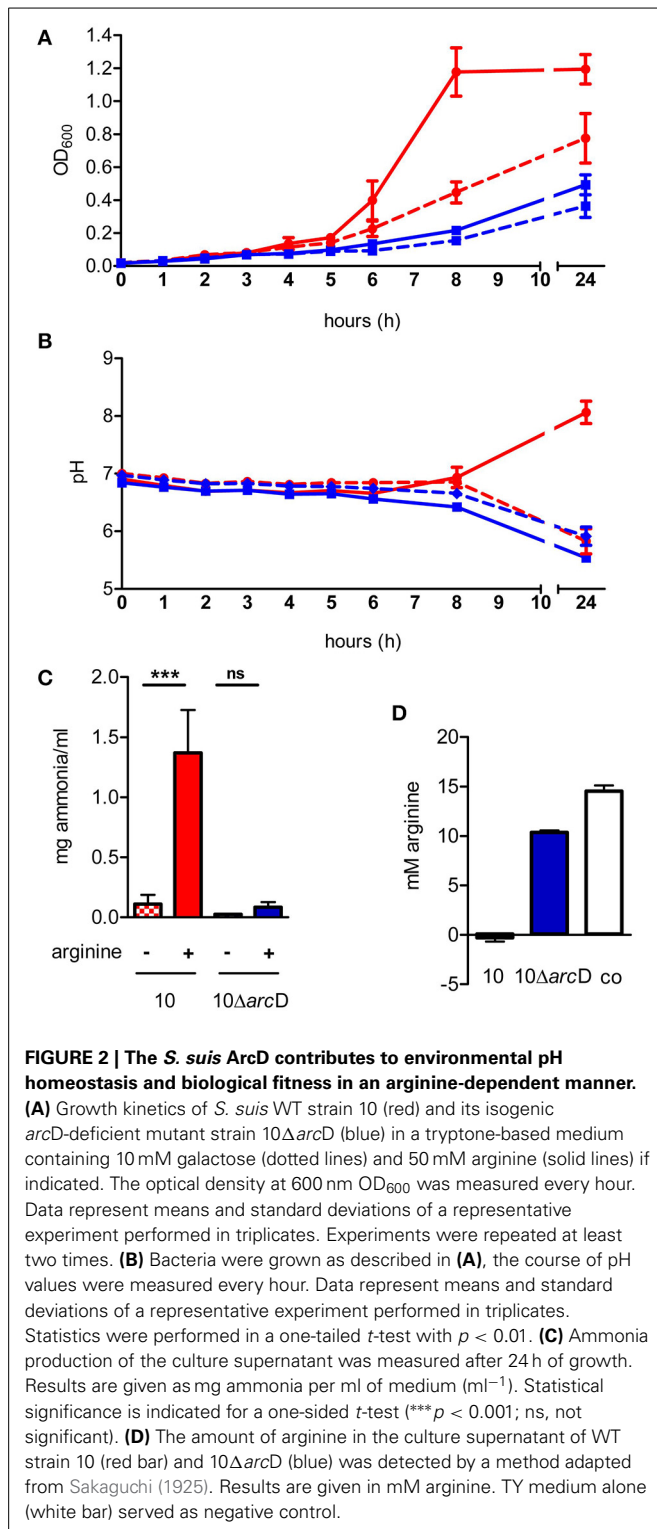 A
1.4
1.2
1.0
0.8
0.6
0.4
0.2
0.0
OD600
0 1 2 3 4 5 6 8 10 24
hours (h)
B
9
8
7
6
5
pH
0 1 2 3 4 5 6 8 10 24
hours (h)
C
*** ns
2.0
1.5
1.0
0.5
0.0
mg ammonia/ml
arginine - + - +
10 10ΔarcD
D
20
15
10
5
0
-5
mM arginine
10 10ΔarcD co
FIGURE 2 | The S. suis ArcD contributes to environmental pH
homeostasis and biological fitness in an arginine-dependent manner.
(A) Growth kinetics of S. suis WT strain 10 (red) and its isogenic
arcD-deficient mutant strain 10ΔarcD (blue) in a tryptone-based medium
containing 10 mM galactose (dotted lines) and 50 mM arginine (solid lines) if
indicated. The optical density at 600 nm OD600 was measured every hour.
Data represent means and standard deviations of a representative
experiment performed in triplicates. Experiments were repeated at least
two times. (B) Bacteria were grown as described in (A), the course of pH
values were measured every hour. Data represent means and standard
deviations of a representative experiment performed in triplicates.
Statistics were performed in a one-tailed t-test with p < 0.01. (C) Ammonia
production of the culture supernatant was measured after 24 h of growth.
Results are given as mg ammonia per ml of medium (ml−1). Statistical
significance is indicated for a one-sided t-test (***p < 0.001; ns, not
significant). (D) The amount of arginine in the culture supernatant of WT
strain 10 (red bar) and 10ΔarcD (blue) was detected by a method adapted
from Sakaguchi (1925). Results are given in mM arginine. TY medium alone
(white bar) served as negative control.